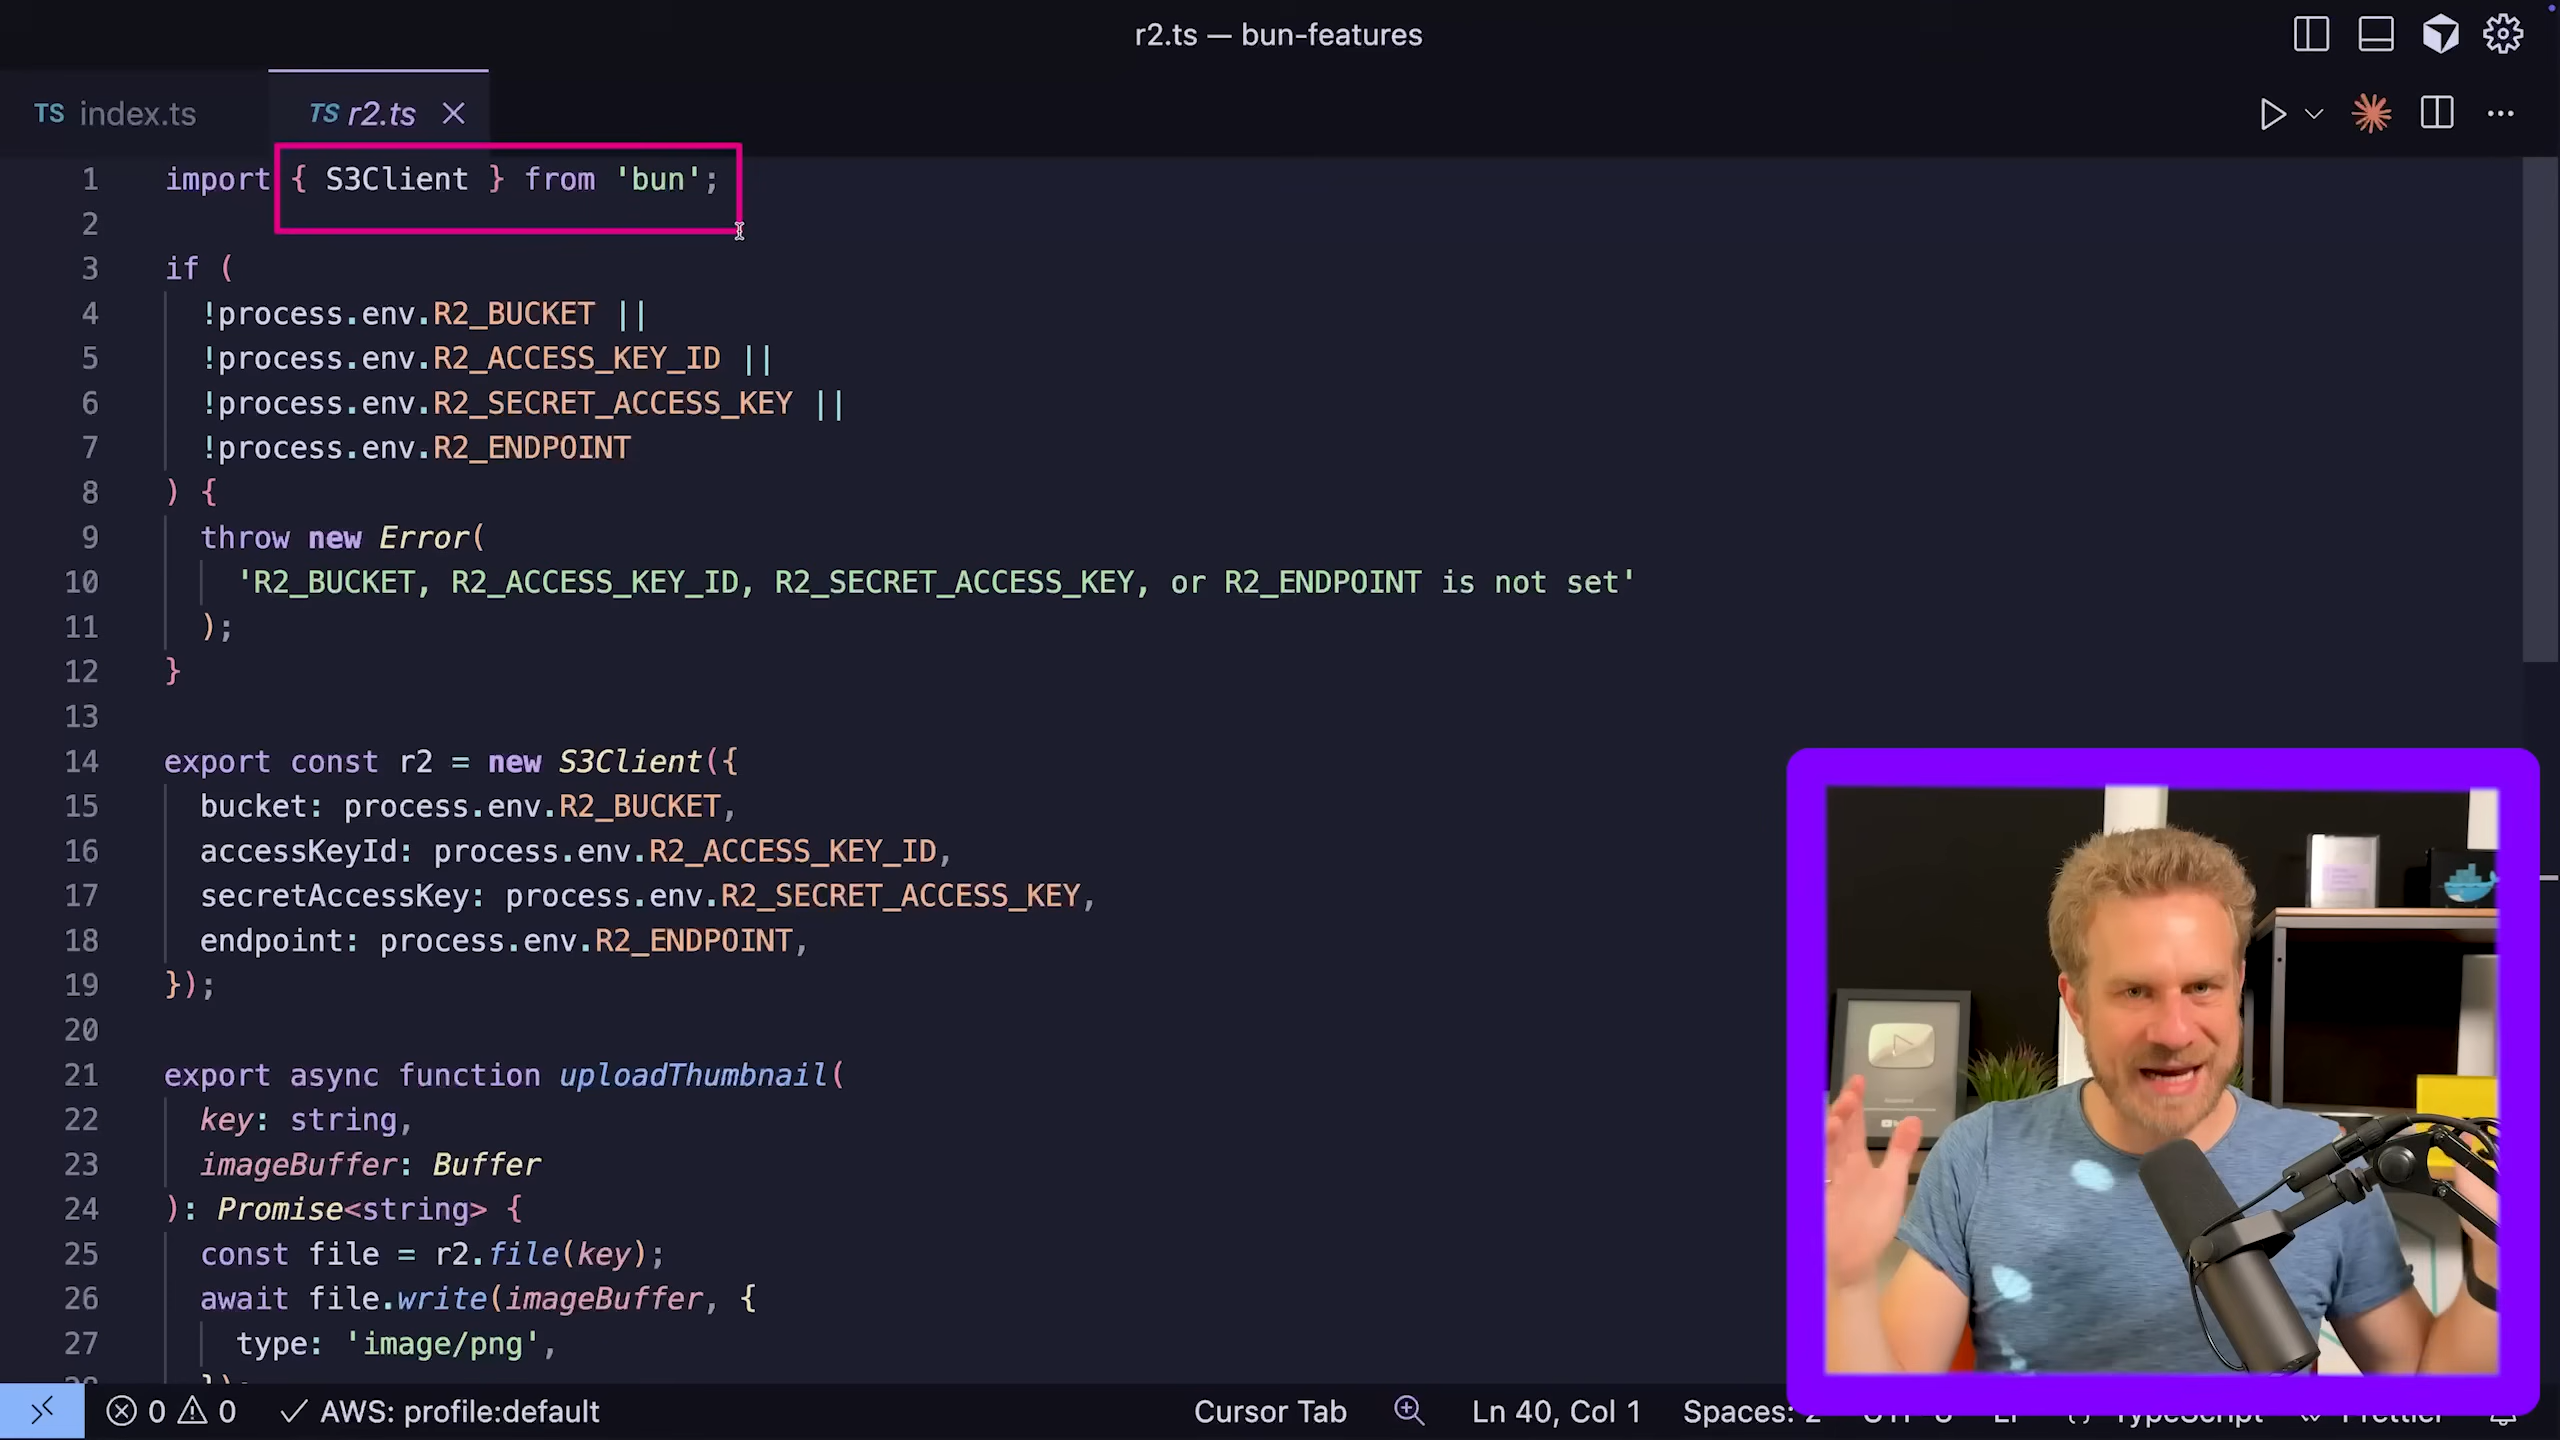 r2.ts — bun-features
TS index.ts
TS r2.ts
1 import { S3Client } from 'bun';
2
3 if (
4 !process.env.R2_BUCKET ||
5 !process.env.R2_ACCESS_KEY_ID ||
6 !process.env.R2_SECRET_ACCESS_KEY ||
7 !process.env.R2_ENDPOINT
8 ) {
9 throw new Error(
10 'R2_BUCKET, R2_ACCESS_KEY_ID, R2_SECRET_ACCESS_KEY, or R2_ENDPOINT is not set'
11 );
12 }
13
14 export const r2 = new S3Client({
15 bucket: process.env.R2_BUCKET,
16 accessKeyId: process.env.R2_ACCESS_KEY_ID,
17 secretAccessKey: process.env.R2_SECRET_ACCESS_KEY,
18 endpoint: process.env.R2_ENDPOINT,
19 });
20
21 export async function uploadThumbnail(
22 key: string,
23 imageBuffer: Buffer
24 ): Promise<string> {
25 const file = r2.file(key);
26 await file.write(imageBuffer, {
27 type: 'image/png',
0 0 AWS: profile:default Cursor Tab Ln 40, Col 1 Spaces: 2